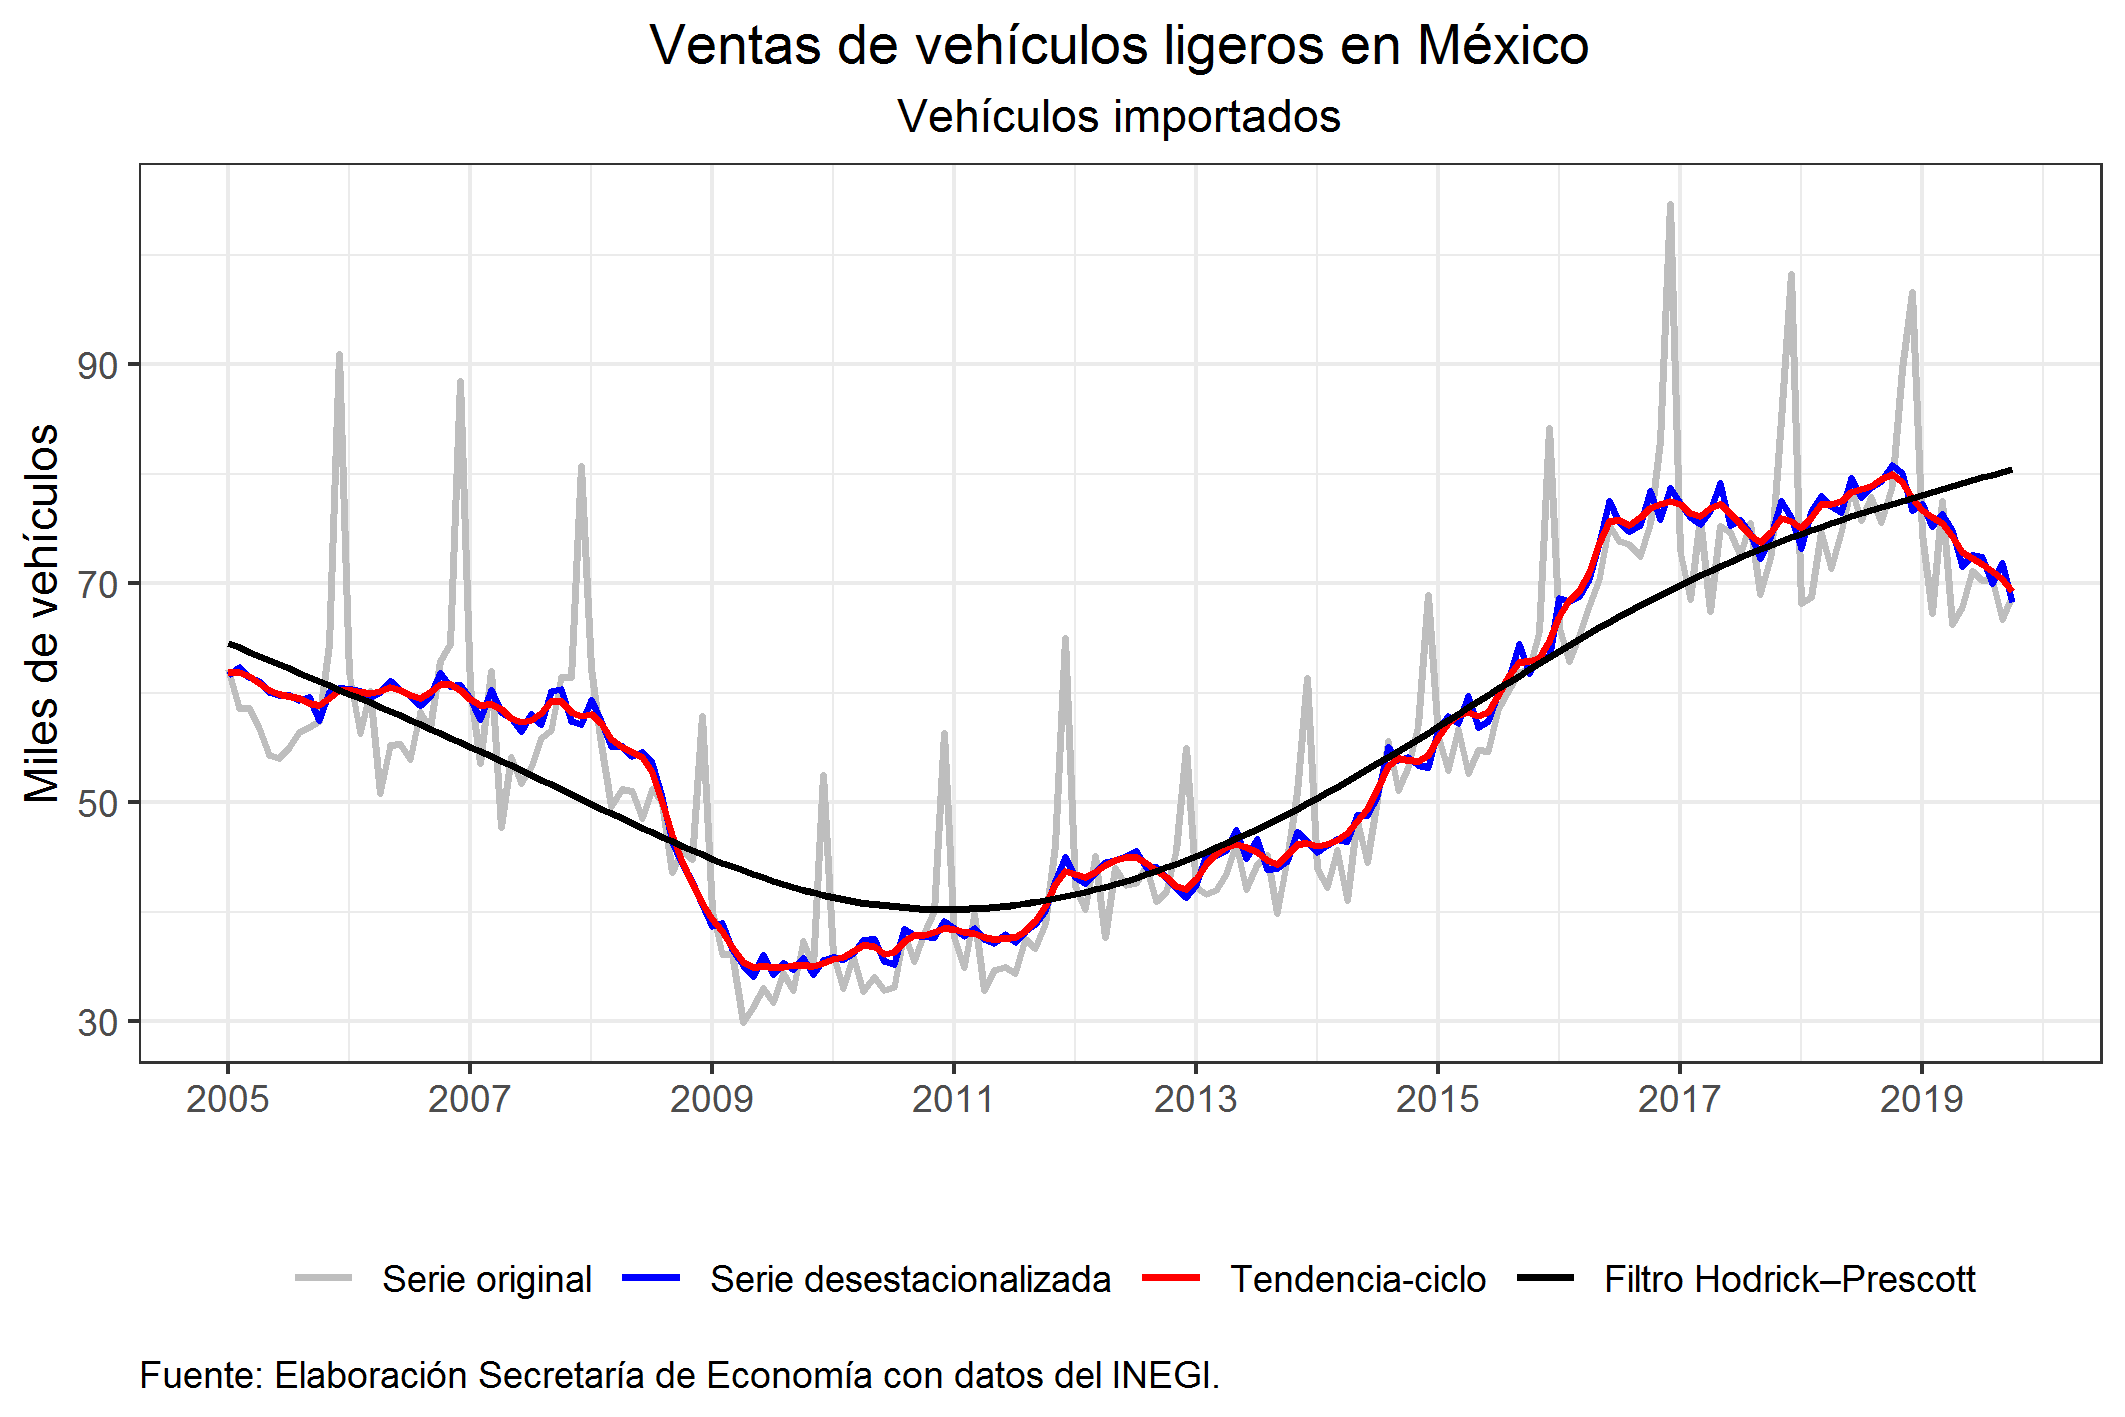 Ventas de vehículos ligeros en México
Vehículos importados
Miles de vehículos
90
70
50
30
2005 2007 2009 2011 2013 2015 2017 2019
Serie original Serie desestacionalizada Tendencia-ciclo Filtro Hodrick–Prescott
Fuente: Elaboración Secretaría de Economía con datos del INEGI.